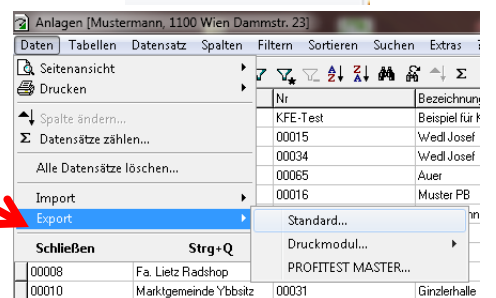 Anlagen [Mustermann, 1100 Wien Dammstr. 23]
Daten Tabellen Datensatz Spalten Filtern Sortieren Suchen Extras ?
Seitenansicht
Drucken
Nr Bezeichnung
Spalte ändern... KFE-Test Beispiel für K
Σ Datensätze zählen... 00015 Wedl Josef
00034 Wedl Josef
Alle Datensätze löschen... 00065 Auer
Import 00016 Muster PB
Export Standard...
Schließen Strg+Q Druckmodul...
00008 Fa. Lietz Radshop PROFITEST MASTER...
00010 Marktgemeinde Ybbsitz 00031 Ginzlerhalle